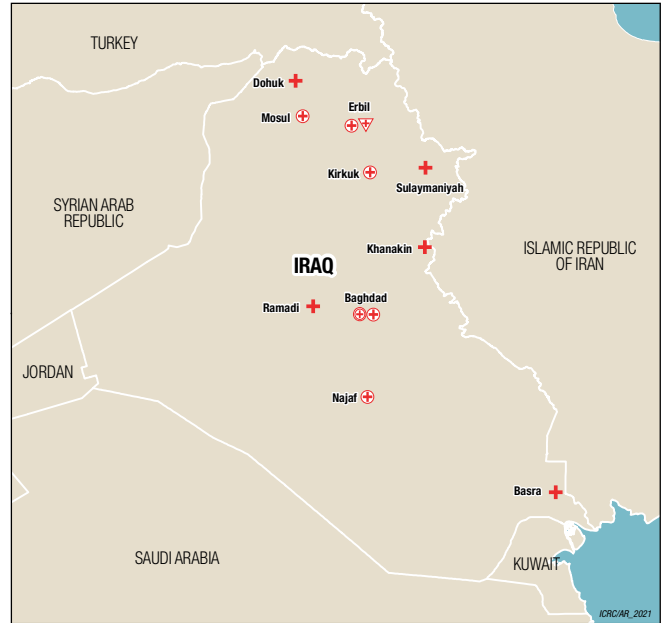 TURKEY
Dohuk
Mosul
Erbil
Kirkuk
Sulaymaniyah
SYRIAN ARAB
REPUBLIC
Khanakin
ISLAMIC REPUBLIC
OF IRAN
IRAQ
Ramadi
Baghdad
JORDAN
Najaf
Basra
SAUDI ARABIA
KUWAIT
ICRC/AR_2021